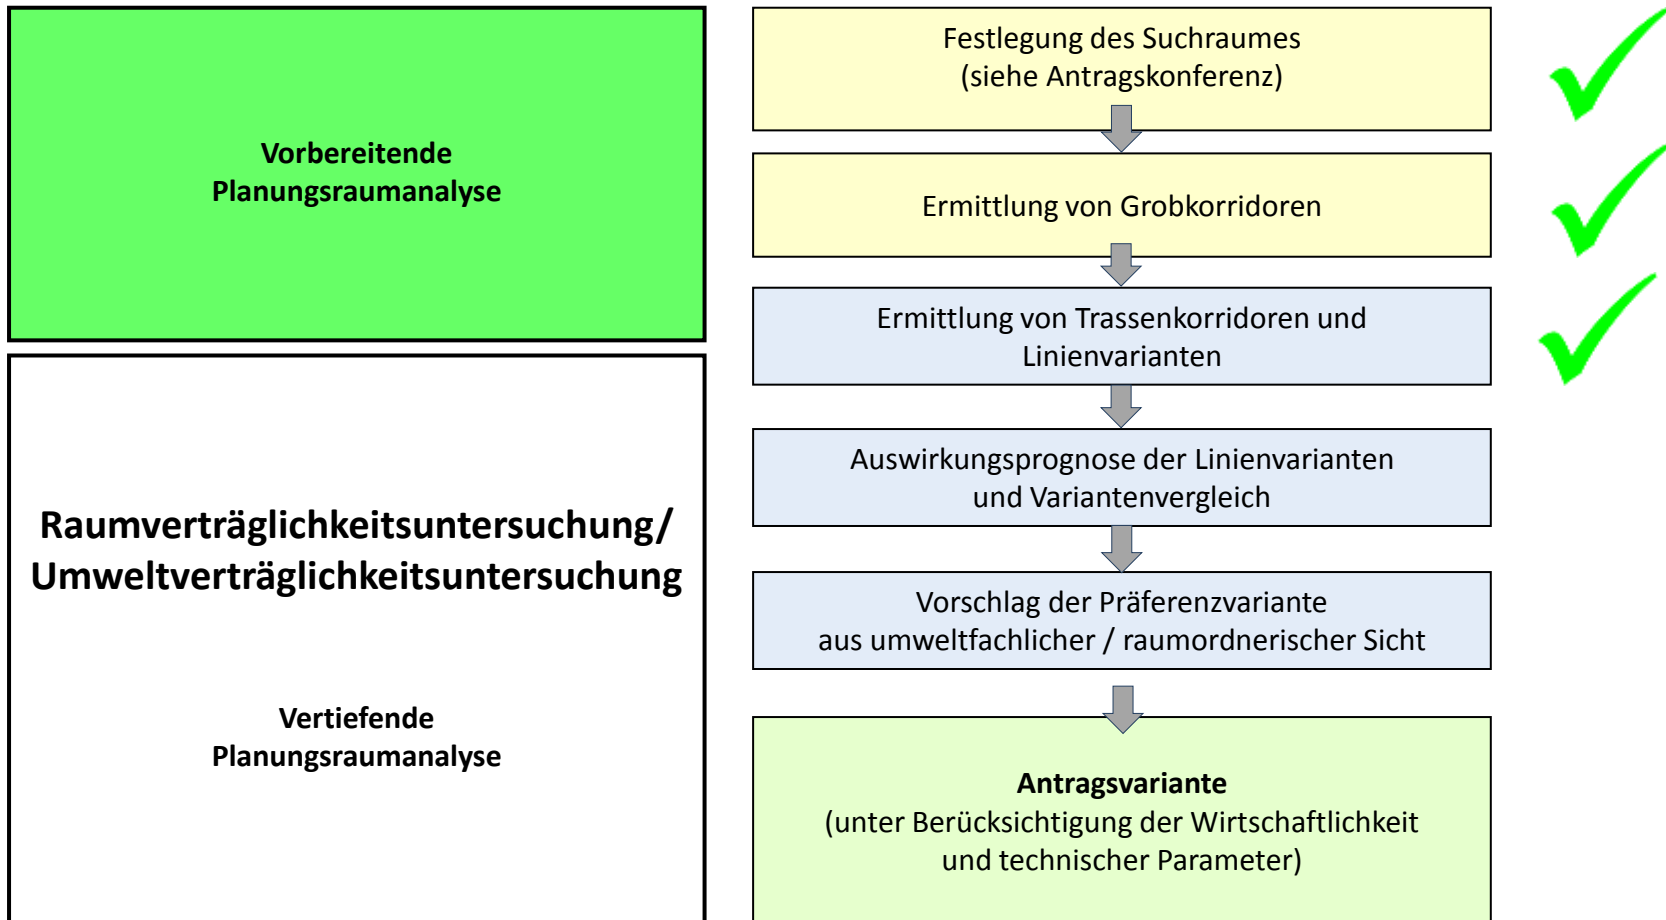 Vorbereitende
Planungsraumanalyse
Raumverträglichkeitsuntersuchung/
Umweltverträglichkeitsuntersuchung
Vertiefende
Planungsraumanalyse
Festlegung des Suchraumes
(siehe Antragskonferenz)
Ermittlung von Grobkorridoren
Ermittlung von Trassenkorridoren und
Linienvarianten
Auswirkungsprognose der Linienvarianten
und Variantenvergleich
Vorschlag der Präferenzvariante
aus umweltfachlicher / raumordnerischer Sicht
Antragsvariante
(unter Berücksichtigung der Wirtschaftlichkeit
und technischer Parameter)